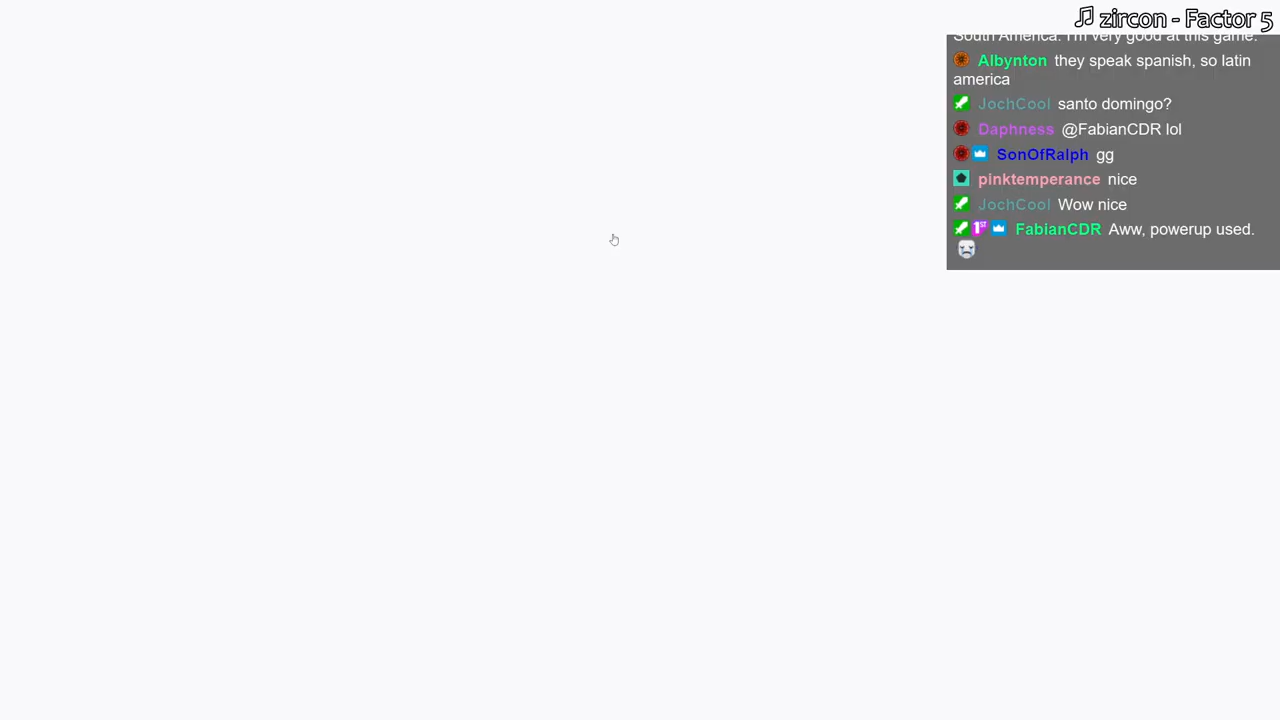 ♫ zircon - Factor 5
South America. I'm very good at this game.
Albynton they speak spanish, so latin
america
JochCool santo domingo?
Daphness @FabianCDR lol
SonOfRalph gg
pinktemperance nice
JochCool Wow nice
1ST FabianCDR Aww, powerup used.